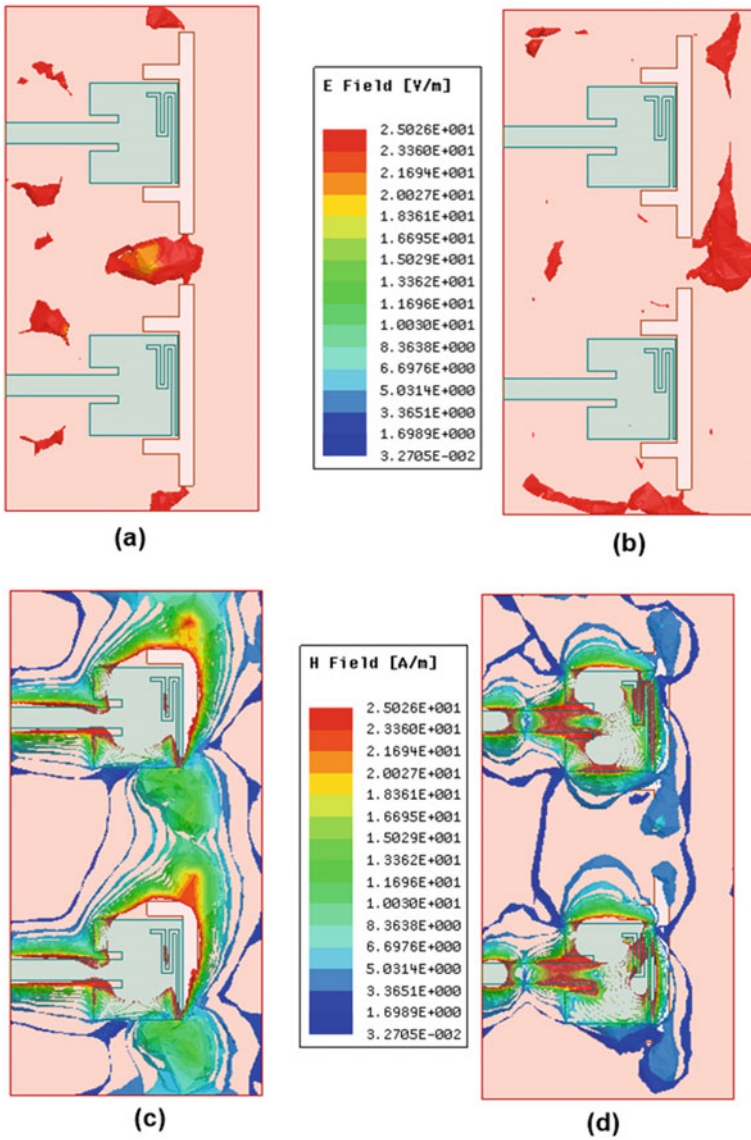 E Field [V/m]
2.5026E+001
2.3360E+001
2.1694E+001
2.0027E+001
1.8361E+001
1.6695E+001
1.5029E+001
1.3362E+001
1.1696E+001
1.0030E+001
8.3638E+000
6.6976E+000
5.0314E+000
3.3651E+000
1.6989E+000
3.2705E-002
(a)
(b)
H Field [A/m]
2.5026E+001
2.3360E+001
2.1694E+001
2.0027E+001
1.8361E+001
1.6695E+001
1.5029E+001
1.3362E+001
1.1696E+001
1.0030E+001
8.3638E+000
6.6976E+000
5.0314E+000
3.3651E+000
1.6989E+000
3.2705E-002
(c)
(d)